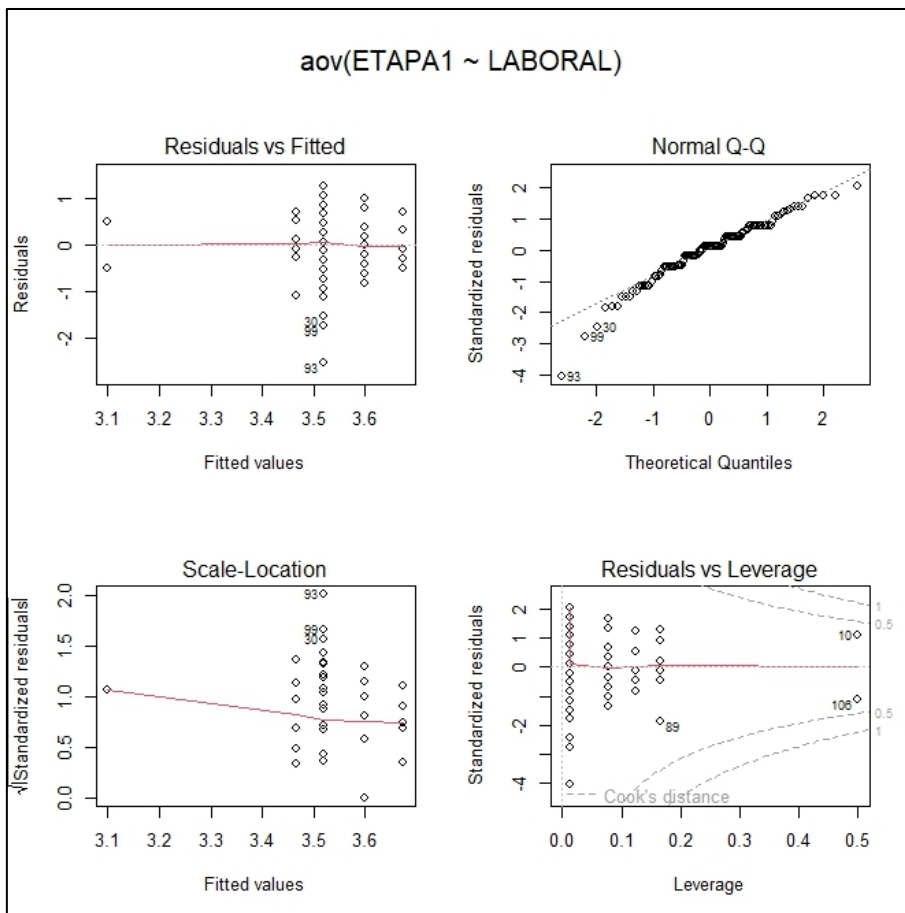 aov(ETAPA1 ~ LABORAL)
Residuals vs Fitted
Residuals
1
0
-1
-2
30
99
93
3.1 3.2 3.3 3.4 3.5 3.6
Fitted values
Normal Q-Q
Standardized residuals
2
1
0
-1
-2
-3
-4
30
99
93
-2 -1 0 1 2
Theoretical Quantiles
Scale-Location
√|Standardized residuals|
2.0
1.5
1.0
0.5
0.0
93
99
30
3.1 3.2 3.3 3.4 3.5 3.6
Fitted values
Residuals vs Leverage
Standardized residuals
2
0
-2
-4
1
0.5
10
106
0.5
1
89
Cook's distance
0.0 0.1 0.2 0.3 0.4 0.5
Leverage